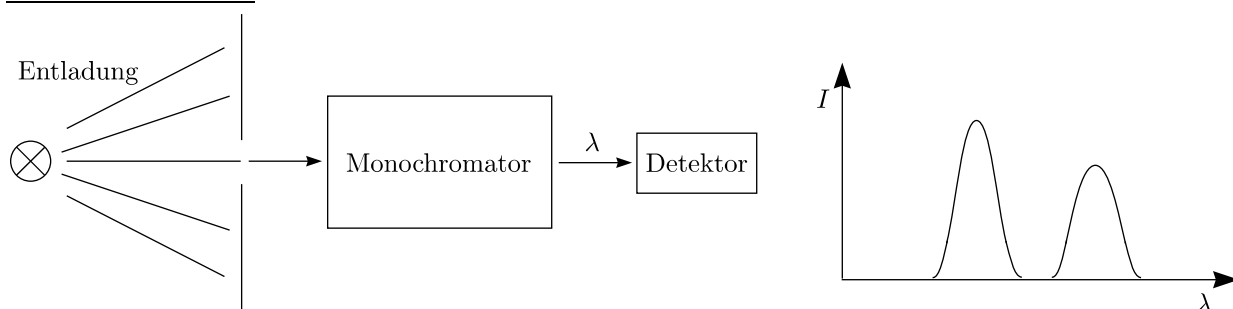 Entladung
Monochromator
λ
Detektor
I
λ